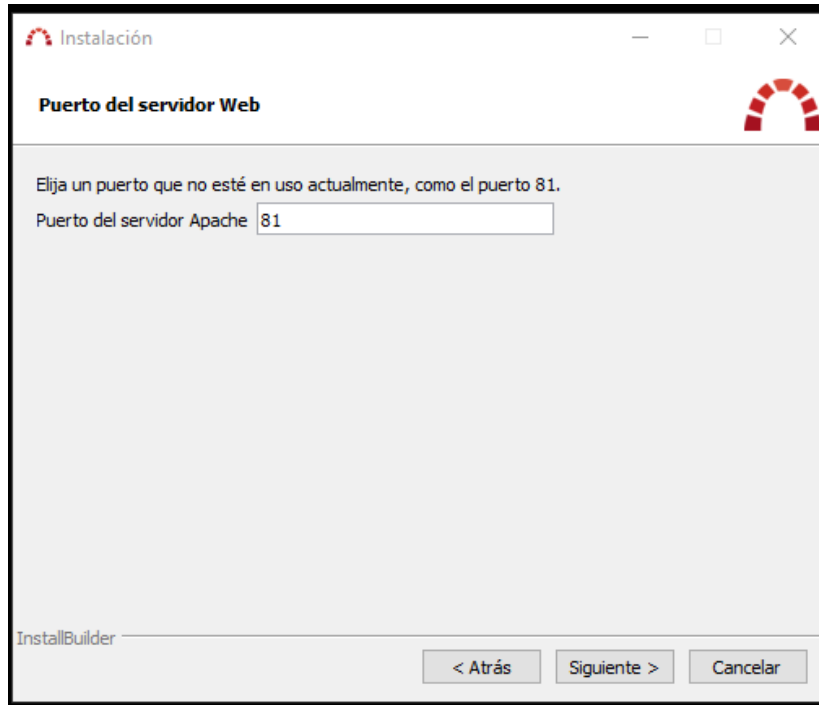 Instalación
Puerto del servidor Web
Elija un puerto que no esté en uso actualmente, como el puerto 81.
Puerto del servidor Apache 81
InstallBuilder
< Atrás Siguiente > Cancelar